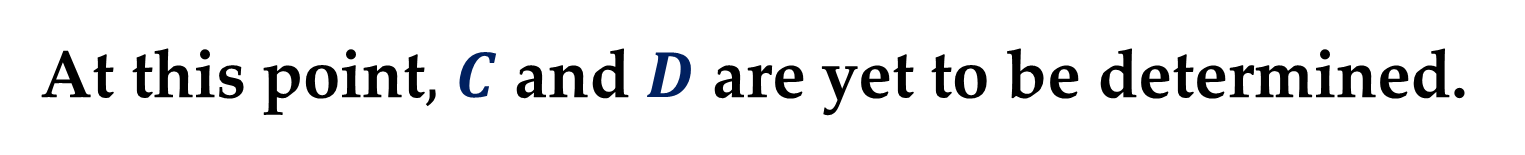 At this point, C and D are yet to be determined.